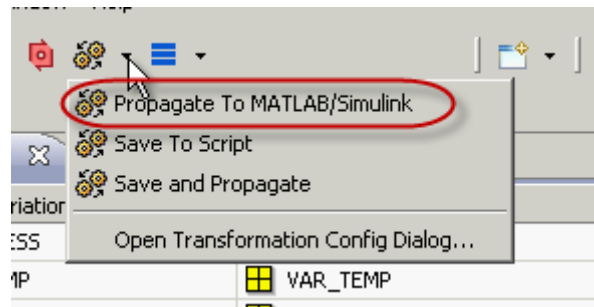 Propagate To MATLAB/Simulink
Save To Script
Save and Propagate
Open Transformation Config Dialog...
VAR_TEMP